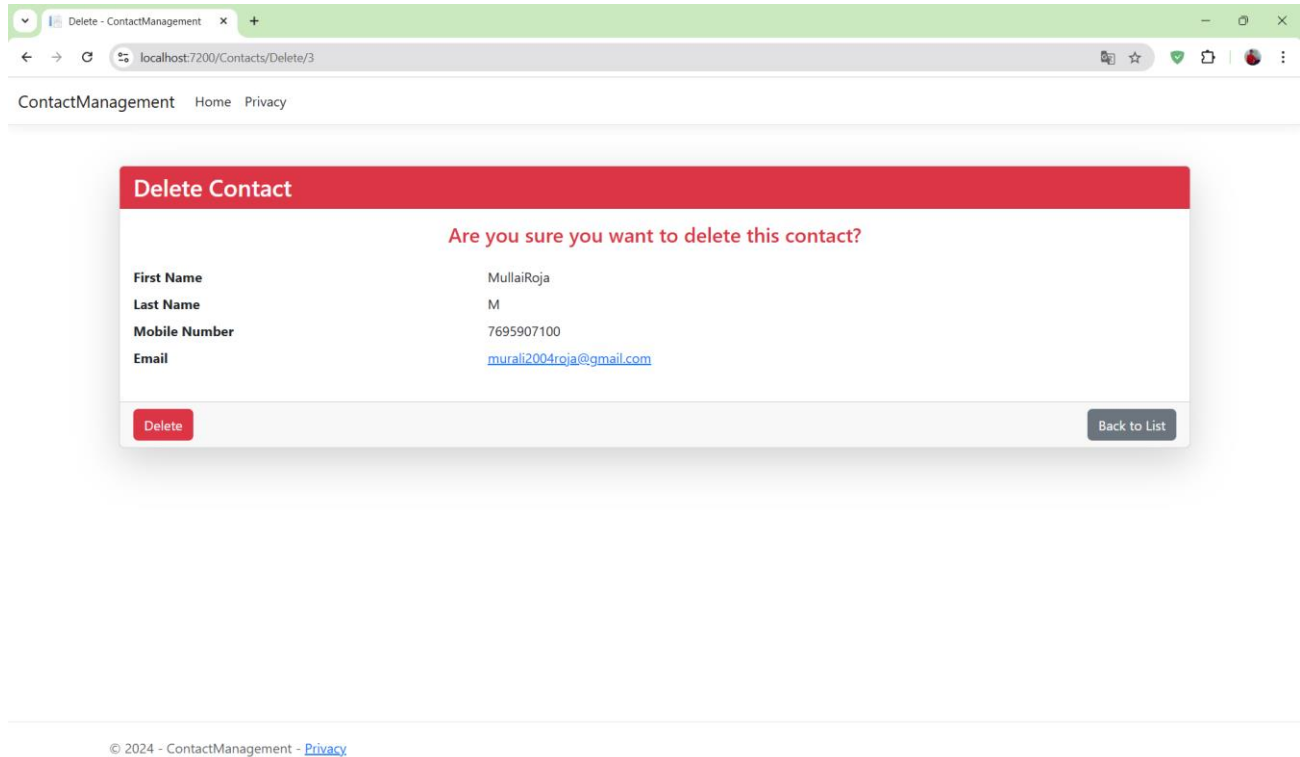 Delete - ContactManagement
localhost:7200/Contacts/Delete/3
ContactManagement Home Privacy
Delete Contact
Are you sure you want to delete this contact?
First Name MullaiRoja
Last Name M
Mobile Number 7695907100
Email murali2004roja@gmail.com
Delete Back to List
© 2024 - ContactManagement - Privacy